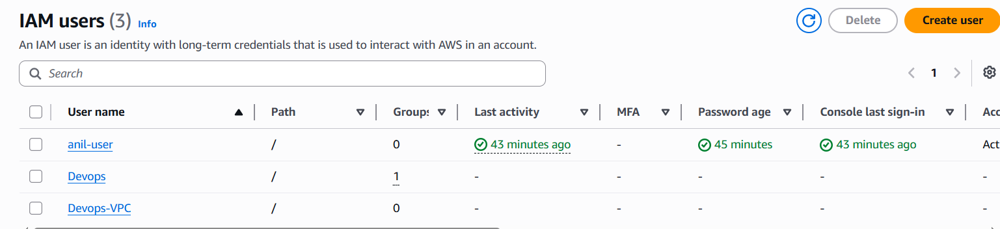 IAM users (3) Info
Delete
Create user
An IAM user is an identity with long-term credentials that is used to interact with AWS in an account.
Search
1
User name Path Groups Last activity MFA Password age Console last sign-in Acc
anil-user / 0 43 minutes ago - 45 minutes 43 minutes ago Act
Devops / 1 - - - - -
Devops-VPC / 0 - - - - -